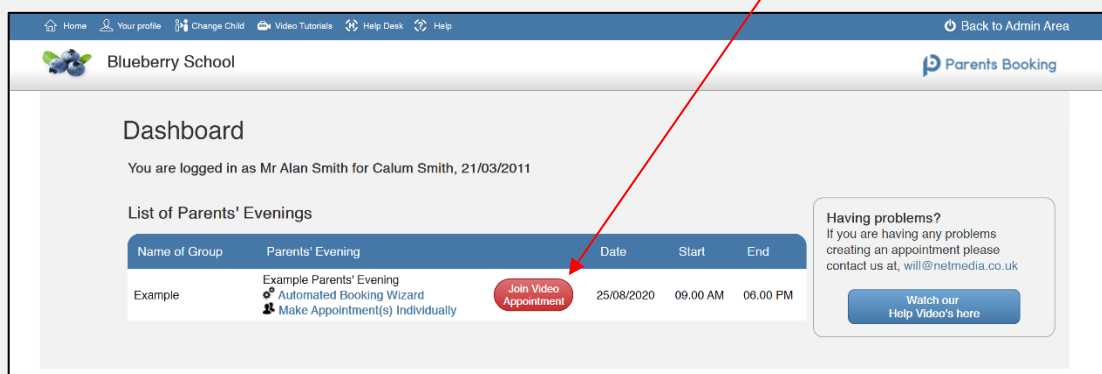 Home Your profile Change Child Video Tutorials Help Desk Help Back to Admin Area
Blueberry School Parents Booking
Dashboard
You are logged in as Mr Alan Smith for Calum Smith, 21/03/2011
List of Parents' Evenings
Name of Group Parents' Evening Date Start End
Example
Example Parents' Evening
Automated Booking Wizard
Make Appointment(s) Individually
Join Video
Appointment
25/08/2020 09.00 AM 06.00 PM
Having problems?
If you are having any problems
creating an appointment please
contact us at, will@netmedia.co.uk
Watch our
Help Video's here